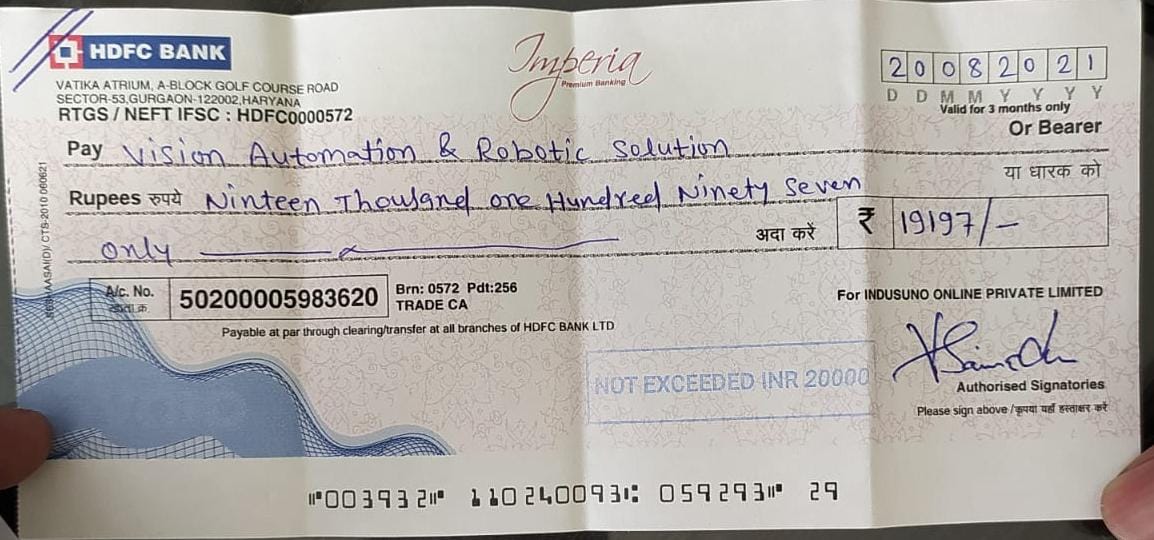 HDFC BANK
Imperia
Premium Banking
VATIKA ATRIUM, A-BLOCK GOLF COURSE ROAD
SECTOR-53,GURGAON-122002,HARYANA
RTGS / NEFT IFSC : HDFC0000572
2 0 0 8 2 0 2 1
D D M M Y Y Y Y
Valid for 3 months only
Pay Vision Automation & Robotic Solution
Or Bearer
या धारक को
Rupees रुपये Ninteen Thousand one Hundred Ninety Seven
only
अदा करें
₹ 19197/-
A/c. No.
50200005983620
Brn: 0572 Pdt:256
TRADE CA
For INDUSUNO ONLINE PRIVATE LIMITED
Payable at par through clearing/transfer at all branches of HDFC BANK LTD
NOT EXCEEDED INR 20000
Authorised Signatories
Please sign above / कृपया यहाँ हस्ताक्षर करें
⑈003932⑈ 110240093⑆ 059293⑈ 29